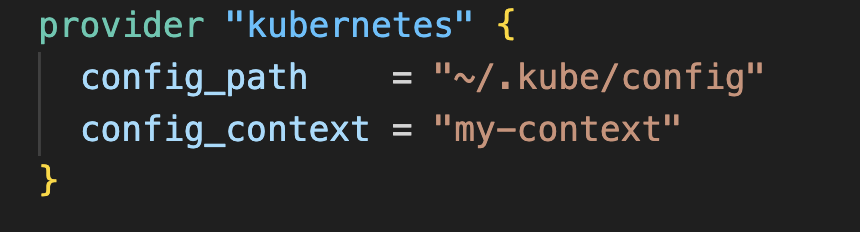 provider "kubernetes" {
  config_path    = "~/.kube/config"
  config_context = "my-context"
}